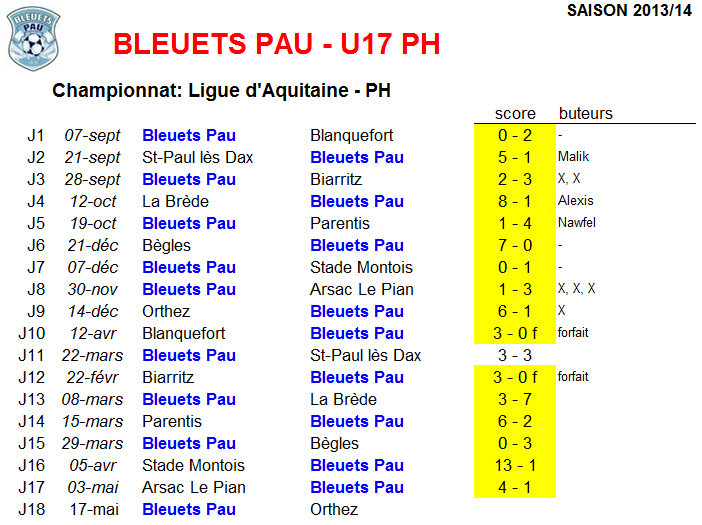 BLEUETS
PAU
SAISON 2013/14
BLEUETS PAU - U17 PH
Championnat: Ligue d'Aquitaine - PH
score buteurs
J1 07-sept Bleuets Pau Blanquefort 0 - 2 -
J2 21-sept St-Paul lès Dax Bleuets Pau 5 - 1 Malik
J3 28-sept Bleuets Pau Biarritz 2 - 3 X, X
J4 12-oct La Brède Bleuets Pau 8 - 1 Alexis
J5 19-oct Bleuets Pau Parentis 1 - 4 Nawfel
J6 21-déc Bègles Bleuets Pau 7 - 0 -
J7 07-déc Bleuets Pau Stade Montois 0 - 1 -
J8 30-nov Bleuets Pau Arsac Le Pian 1 - 3 X, X, X
J9 14-déc Orthez Bleuets Pau 6 - 1 X
J10 12-avr Blanquefort Bleuets Pau 3 - 0 f forfait
J11 22-mars Bleuets Pau St-Paul lès Dax 3 - 3
J12 22-févr Biarritz Bleuets Pau 3 - 0 f forfait
J13 08-mars Bleuets Pau La Brède 3 - 7
J14 15-mars Parentis Bleuets Pau 6 - 2
J15 29-mars Bleuets Pau Bègles 0 - 3
J16 05-avr Stade Montois Bleuets Pau 13 - 1
J17 03-mai Arsac Le Pian Bleuets Pau 4 - 1
J18 17-mai Bleuets Pau Orthez